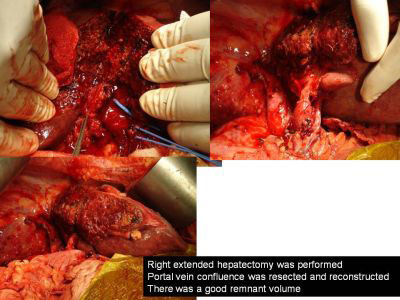 Right extended hepatectomy was performed
Portal vein confluence was resected and reconstructed
There was a good remnant volume